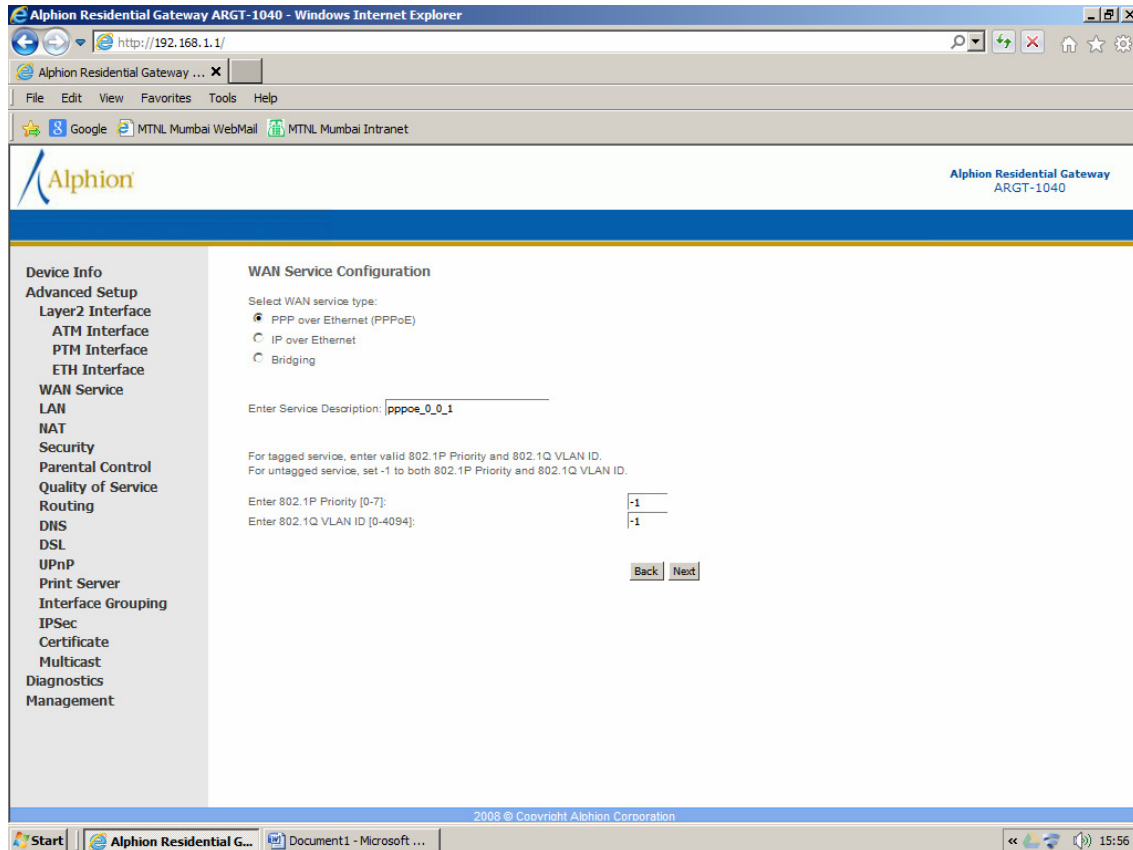 Alphion Residential Gateway ARGT-1040 - Windows Internet Explorer
http://192.168.1.1/
Alphion Residential Gateway ...
File Edit View Favorites Tools Help
Google MTNL Mumbai WebMail MTNL Mumbai Intranet
Alphion
Alphion Residential Gateway
ARGT-1040
Device Info
Advanced Setup
Layer2 Interface
ATM Interface
PTM Interface
ETH Interface
WAN Service
LAN
NAT
Security
Parental Control
Quality of Service
Routing
DNS
DSL
UPnP
Print Server
Interface Grouping
IPSec
Certificate
Multicast
Diagnostics
Management
WAN Service Configuration
Select WAN service type:
PPP over Ethernet (PPPoE)
IP over Ethernet
Bridging
Enter Service Description: pppoe_0_0_1
For tagged service, enter valid 802.1P Priority and 802.1Q VLAN ID.
For untagged service, set -1 to both 802.1P Priority and 802.1Q VLAN ID.
Enter 802.1P Priority [0-7]: -1
Enter 802.1Q VLAN ID [0-4094]: -1
Back Next
2008 © Copyright Alphion Corporation
Start Alphion Residential G... Document1 - Microsoft ... 15:56